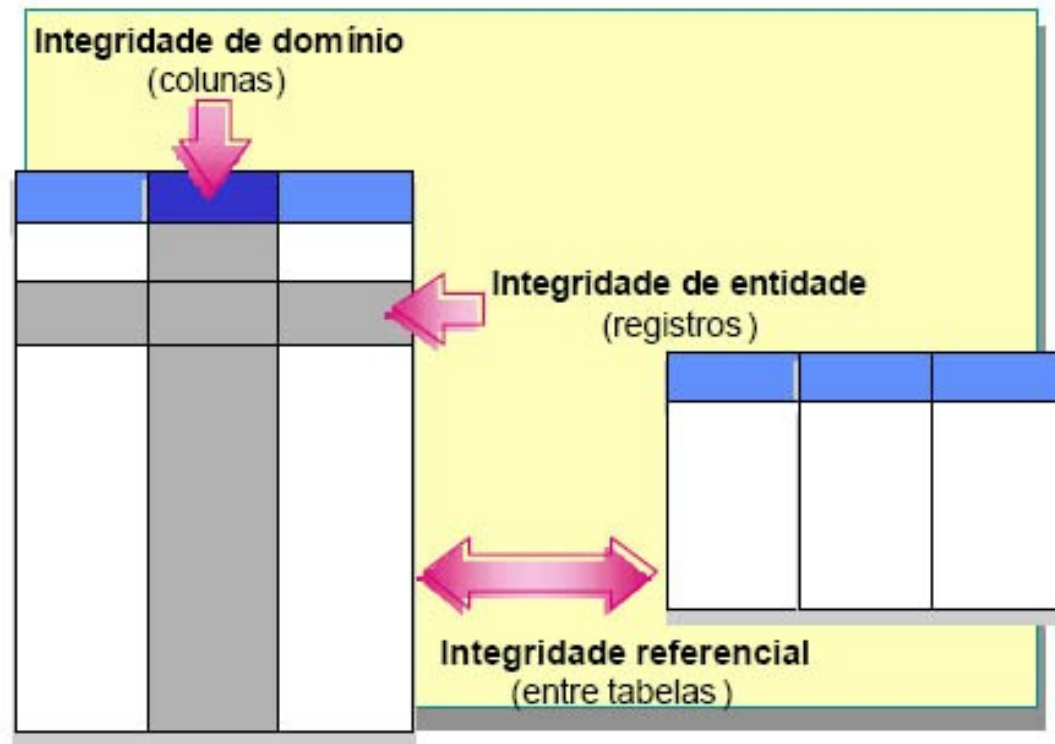 Integridade de domínio
(colunas)
Integridade de entidade
(registros)
Integridade referencial
(entre tabelas)